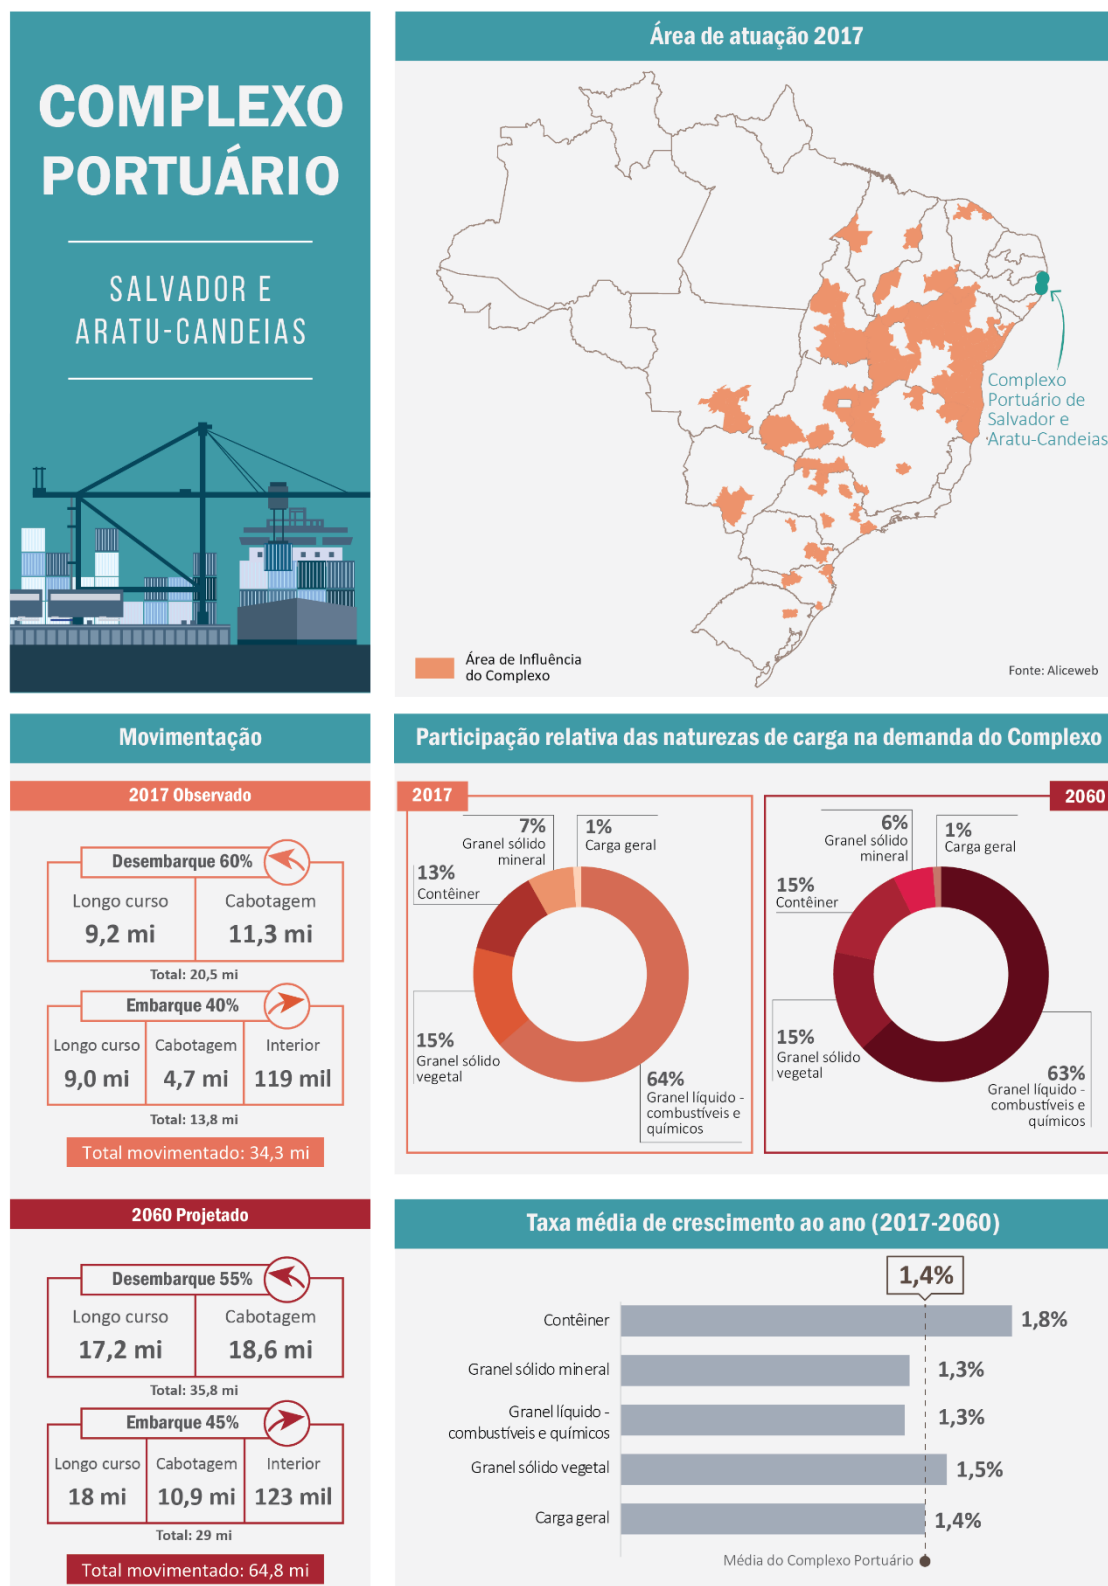 COMPLEXO
PORTUÁRIO
SALVADOR E
ARATU-CANDEIAS
Área de atuação 2017
Complexo
Portuário de
Salvador e
Aratu-Candeias
Área de Influência
do Complexo
Fonte: Aliceweb
Movimentação
2017 Observado
Desembarque 60%
Longo curso
9,2 mi
Cabotagem
11,3 mi
Total: 20,5 mi
Embarque 40%
Longo curso
9,0 mi
Cabotagem
4,7 mi
Interior
119 mil
Total: 13,8 mi
Total movimentado: 34,3 mi
2060 Projetado
Desembarque 55%
Longo curso
17,2 mi
Cabotagem
18,6 mi
Total: 35,8 mi
Embarque 45%
Longo curso
18 mi
Cabotagem
10,9 mi
Interior
123 mil
Total: 29 mi
Total movimentado: 64,8 mi
Participação relativa das naturezas de carga na demanda do Complexo
2017
7%
Granel sólido
mineral
1%
Carga geral
13%
Contêiner
15%
Granel sólido
vegetal
64%
Granel líquido -
combustíveis e
químicos
2060
6%
Granel sólido
mineral
1%
Carga geral
15%
Contêiner
15%
Granel sólido
vegetal
63%
Granel líquido -
combustíveis e
químicos
Taxa média de crescimento ao ano (2017-2060)
1,4%
Contêiner
1,8%
Granel sólido mineral
1,3%
Granel líquido -
combustíveis e químicos
1,3%
Granel sólido vegetal
1,5%
Carga geral
1,4%
Média do Complexo Portuário